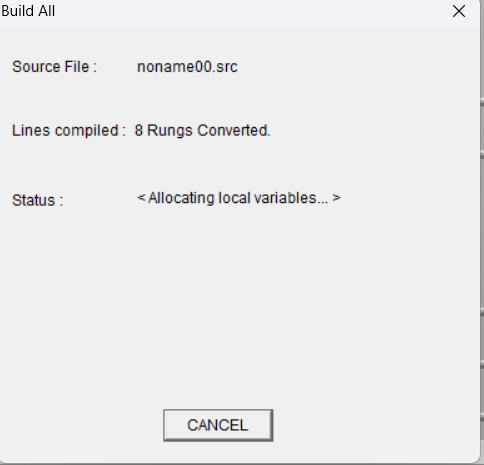 Build All
Source File : noname00.src
Lines compiled : 8 Rungs Converted.
Status : < Allocating local variables... >
CANCEL